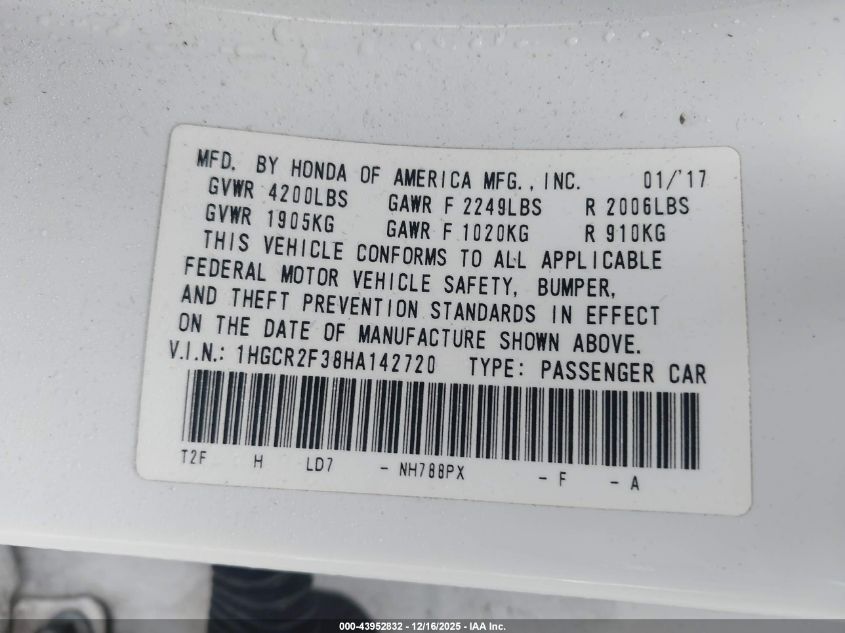 MFD. BY HONDA OF AMERICA MFG., INC. 01/'17
GVWR 4200LBS GAWR F 2249LBS R 2006LBS
GVWR 1905KG GAWR F 1020KG R 910KG
THIS VEHICLE CONFORMS TO ALL APPLICABLE
FEDERAL MOTOR VEHICLE SAFETY, BUMPER,
AND THEFT PREVENTION STANDARDS IN EFFECT
ON THE DATE OF MANUFACTURE SHOWN ABOVE.
V.I.N.: 1HGCR2F38HA142720 TYPE: PASSENGER CAR
T2F H LD7 - NH788PX - F - A
000-43952832 - 12/16/2025 - IAA Inc.